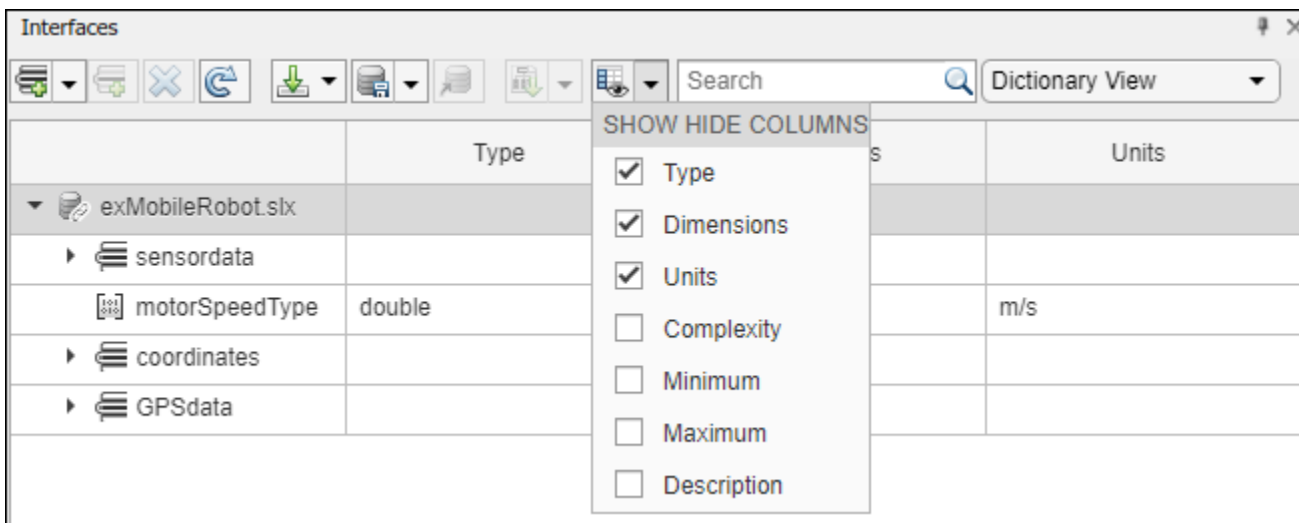 Interfaces
Search
Dictionary View
SHOW HIDE COLUMNS
Type
s
Units
Type
exMobileRobot.slx
Dimensions
sensordata
Units
motorSpeedType double m/s
Complexity
coordinates
Minimum
GPSdata
Maximum
Description